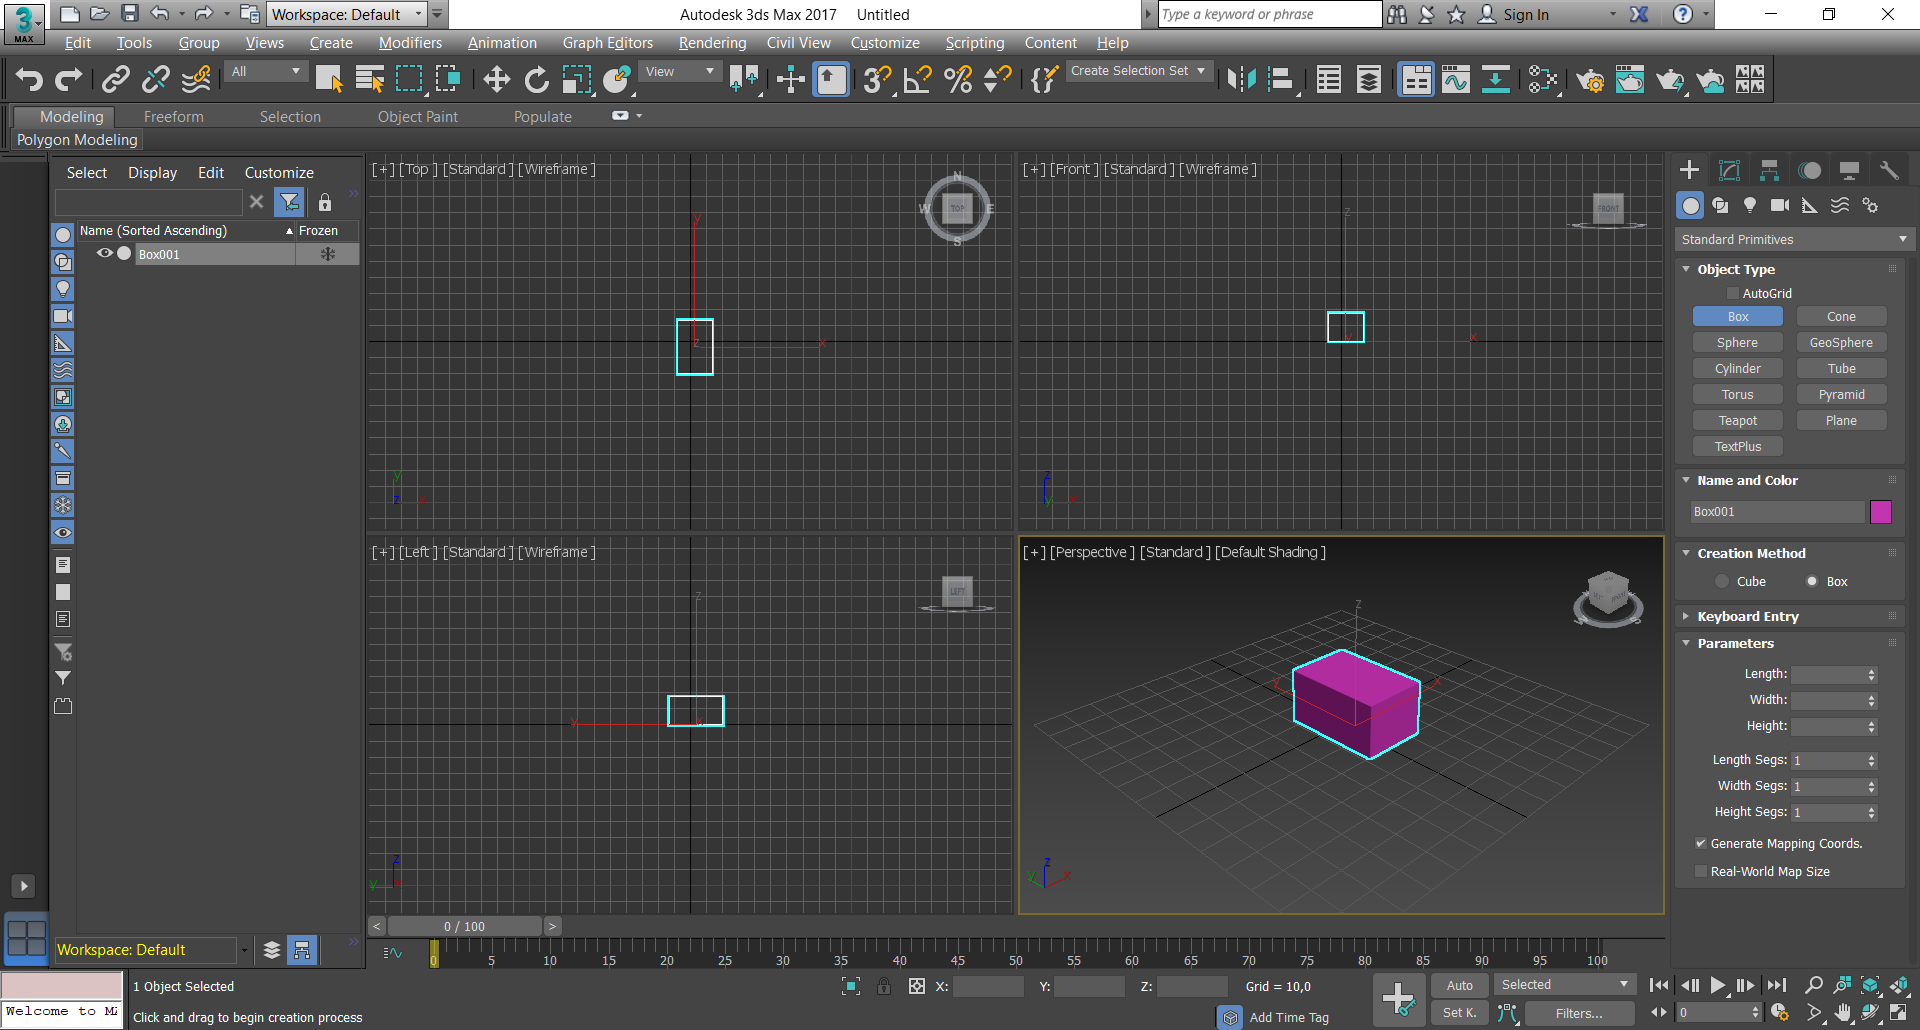 3
MAX
Workspace: Default
Autodesk 3ds Max 2017 Untitled
Type a keyword or phrase
Sign In
Edit Tools Group Views Create Modifiers Animation Graph Editors Rendering Civil View Customize Scripting Content Help
All
View
3
Create Selection Set
Modeling Freeform Selection Object Paint Populate
Polygon Modeling
Select Display Edit Customize
Name (Sorted Ascending) Frozen
Box001
[+] [Top ] [Standard ] [Wireframe ]
N
W TOP E
S
y
z x
y
z x
[+] [Front ] [Standard ] [Wireframe ]
FRONT
z
y x
z
y x
[+] [Left ] [Standard ] [Wireframe ]
LEFT
z
y x
z
y x
[+] [Perspective ] [Standard ] [Default Shading ]
z
y x
z
y x
Standard Primitives
Object Type
AutoGrid
Box Cone
Sphere GeoSphere
Cylinder Tube
Torus Pyramid
Teapot Plane
TextPlus
Name and Color
Box001
Creation Method
Cube Box
Keyboard Entry
Parameters
Length:
Width:
Height:
Length Segs: 1
Width Segs: 1
Height Segs: 1
Generate Mapping Coords.
Real-World Map Size
< 0 / 100 >
Workspace: Default
0 5 10 15 20 25 30 35 40 45 50 55 60 65 70 75 80 85 90 95 100
1 Object Selected
X: Y: Z: Grid = 10,0
Auto Selected
Welcome to MA
Click and drag to begin creation process
Add Time Tag
Set K. Filters...
0